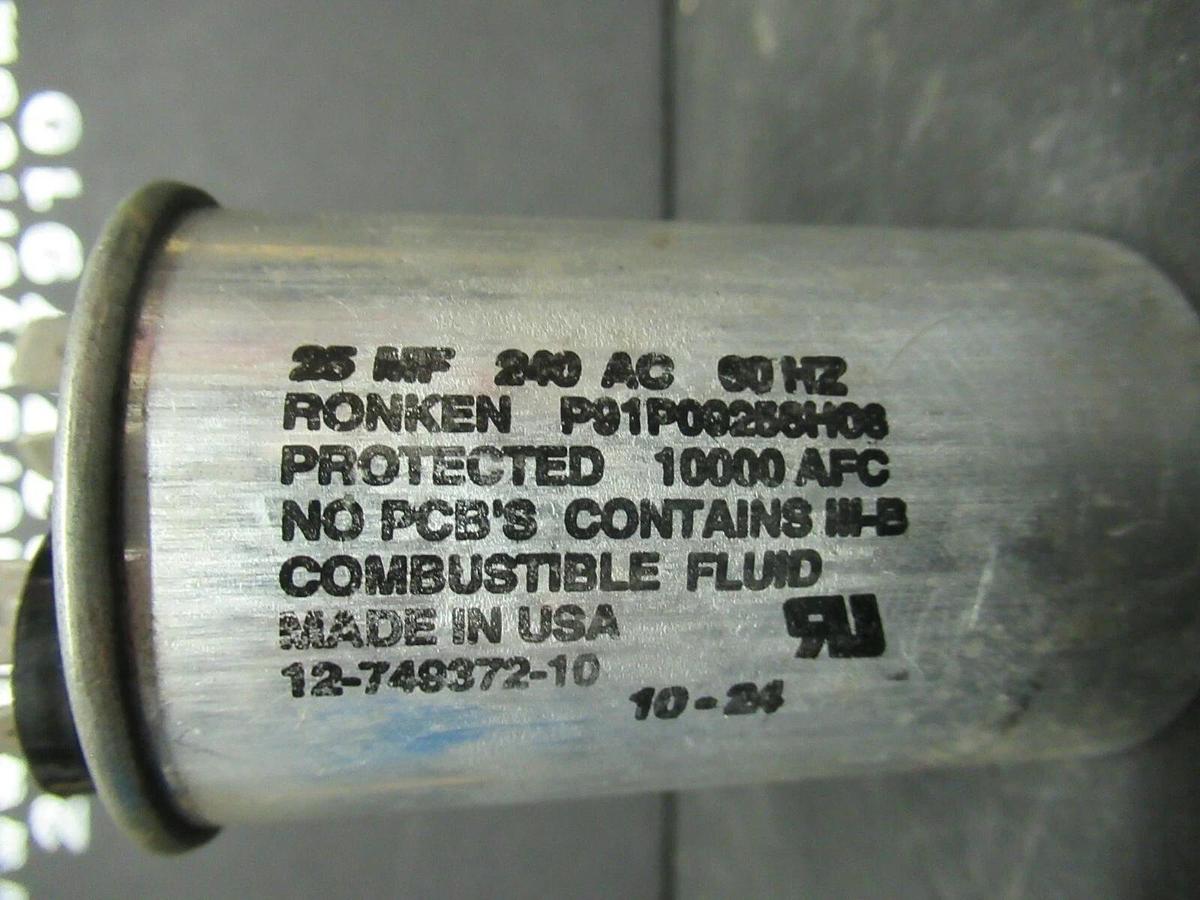 25 MF 240 AC 60 HZ
RONKEN P91P09258H08
PROTECTED 10000 AFC
NO PCB'S CONTAINS III-B
COMBUSTIBLE FLUID
MADE IN USA
12-748372-10
10-24